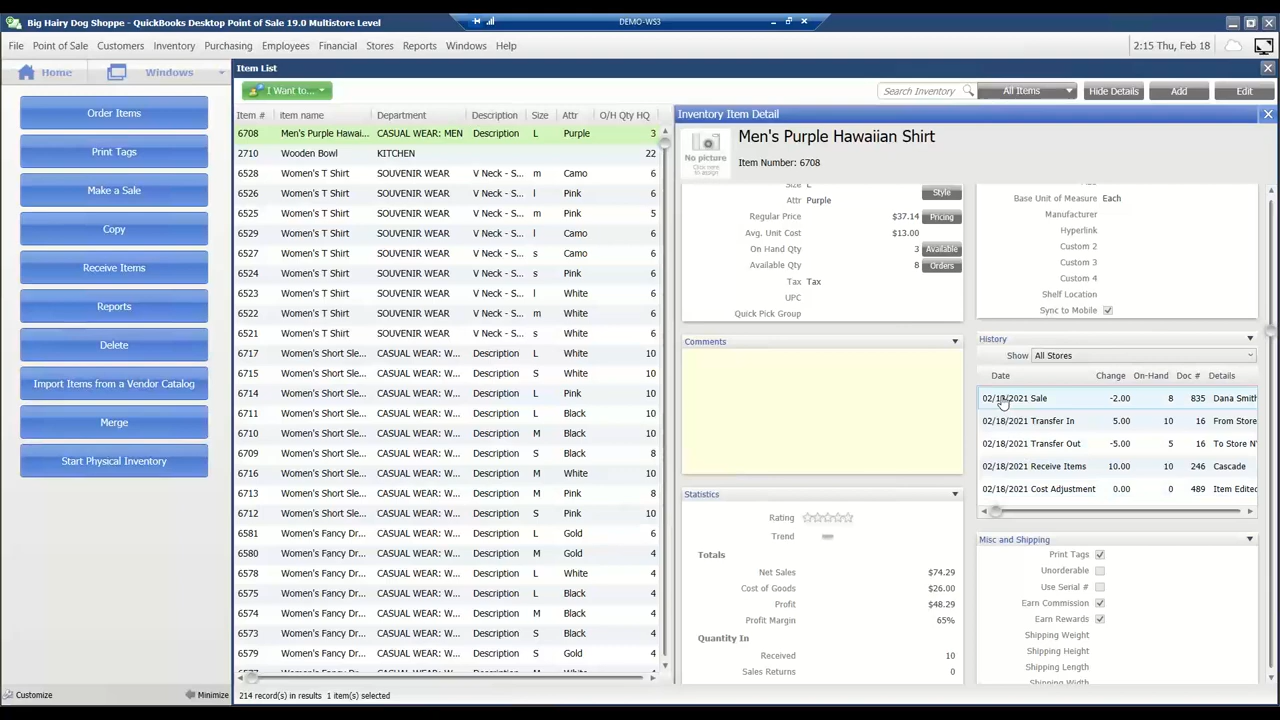 Big Hairy Dog Shoppe - QuickBooks Desktop Point of Sale 19.0 Multistore Level
DEMO-WS3
File Point of Sale Customers Inventory Purchasing Employees Financial Stores Reports Windows Help
2:15 Thu, Feb 18
Home Windows
Item List
I Want to...
Search Inventory All Items Hide Details Add Edit
Order Items
Print Tags
Make a Sale
Copy
Receive Items
Reports
Delete
Import Items from a Vendor Catalog
Merge
Start Physical Inventory
Item # Item name Department Description Size Attr O/H Qty HQ
6708 Men's Purple Hawai... CASUAL WEAR: MEN Description L Purple 3
2710 Wooden Bowl KITCHEN 22
6528 Women's T Shirt SOUVENIR WEAR V Neck - S... m Camo 6
6526 Women's T Shirt SOUVENIR WEAR V Neck - S... l Pink 6
6525 Women's T Shirt SOUVENIR WEAR V Neck - S... m Pink 5
6529 Women's T Shirt SOUVENIR WEAR V Neck - S... l Camo 6
6527 Women's T Shirt SOUVENIR WEAR V Neck - S... s Camo 6
6524 Women's T Shirt SOUVENIR WEAR V Neck - S... s Pink 6
6523 Women's T Shirt SOUVENIR WEAR V Neck - S... l White 6
6522 Women's T Shirt SOUVENIR WEAR V Neck - S... m White 6
6521 Women's T Shirt SOUVENIR WEAR V Neck - S... s White 6
6717 Women's Short Sle... CASUAL WEAR: W... Description L White 10
6715 Women's Short Sle... CASUAL WEAR: W... Description S White 10
6714 Women's Short Sle... CASUAL WEAR: W... Description L Pink 10
6711 Women's Short Sle... CASUAL WEAR: W... Description L Black 10
6710 Women's Short Sle... CASUAL WEAR: W... Description M Black 10
6709 Women's Short Sle... CASUAL WEAR: W... Description S Black 8
6716 Women's Short Sle... CASUAL WEAR: W... Description M White 10
6713 Women's Short Sle... CASUAL WEAR: W... Description M Pink 8
6712 Women's Short Sle... CASUAL WEAR: W... Description S Pink 10
6581 Women's Fancy Dr... CASUAL WEAR: W... Description L Gold 6
6580 Women's Fancy Dr... CASUAL WEAR: W... Description M Gold 4
6578 Women's Fancy Dr... CASUAL WEAR: W... Description L White 4
6575 Women's Fancy Dr... CASUAL WEAR: W... Description L Black 4
6574 Women's Fancy Dr... CASUAL WEAR: W... Description M Black 4
6573 Women's Fancy Dr... CASUAL WEAR: W... Description S Black 4
6579 Women's Fancy Dr... CASUAL WEAR: W... Description S Gold 4
6577 Women's Fancy Dr... CASUAL WEAR: W... Description M White 4
214 record(s) in results 1 item(s) selected
Customize Minimize
Inventory Item Detail
No picture
Click here
to assign
Men's Purple Hawaiian Shirt
Item Number: 6708
Size L
Style
Attr Purple
Regular Price $37.14 Pricing
Avg. Unit Cost $13.00
On Hand Qty 3 Available
Available Qty 8 Orders
Tax Tax
UPC
Quick Pick Group
Comments
Statistics
Rating
Trend
Totals
Net Sales $74.29
Cost of Goods $26.00
Profit $48.29
Profit Margin 65%
Quantity In
Received 10
Sales Returns 0
Base Unit of Measure Each
Manufacturer
Hyperlink
Custom 2
Custom 3
Custom 4
Shelf Location
Sync to Mobile
History
Show All Stores
Date Change On-Hand Doc # Details
02/18/2021 Sale -2.00 8 835 Dana Smith
02/18/2021 Transfer In 5.00 10 16 From Store
02/18/2021 Transfer Out -5.00 5 16 To Store NY
02/18/2021 Receive Items 10.00 10 246 Cascade
02/18/2021 Cost Adjustment 0.00 0 489 Item Edited
Misc and Shipping
Print Tags
Unorderable
Use Serial #
Earn Commission
Earn Rewards
Shipping Weight
Shipping Height
Shipping Length
Shipping Width